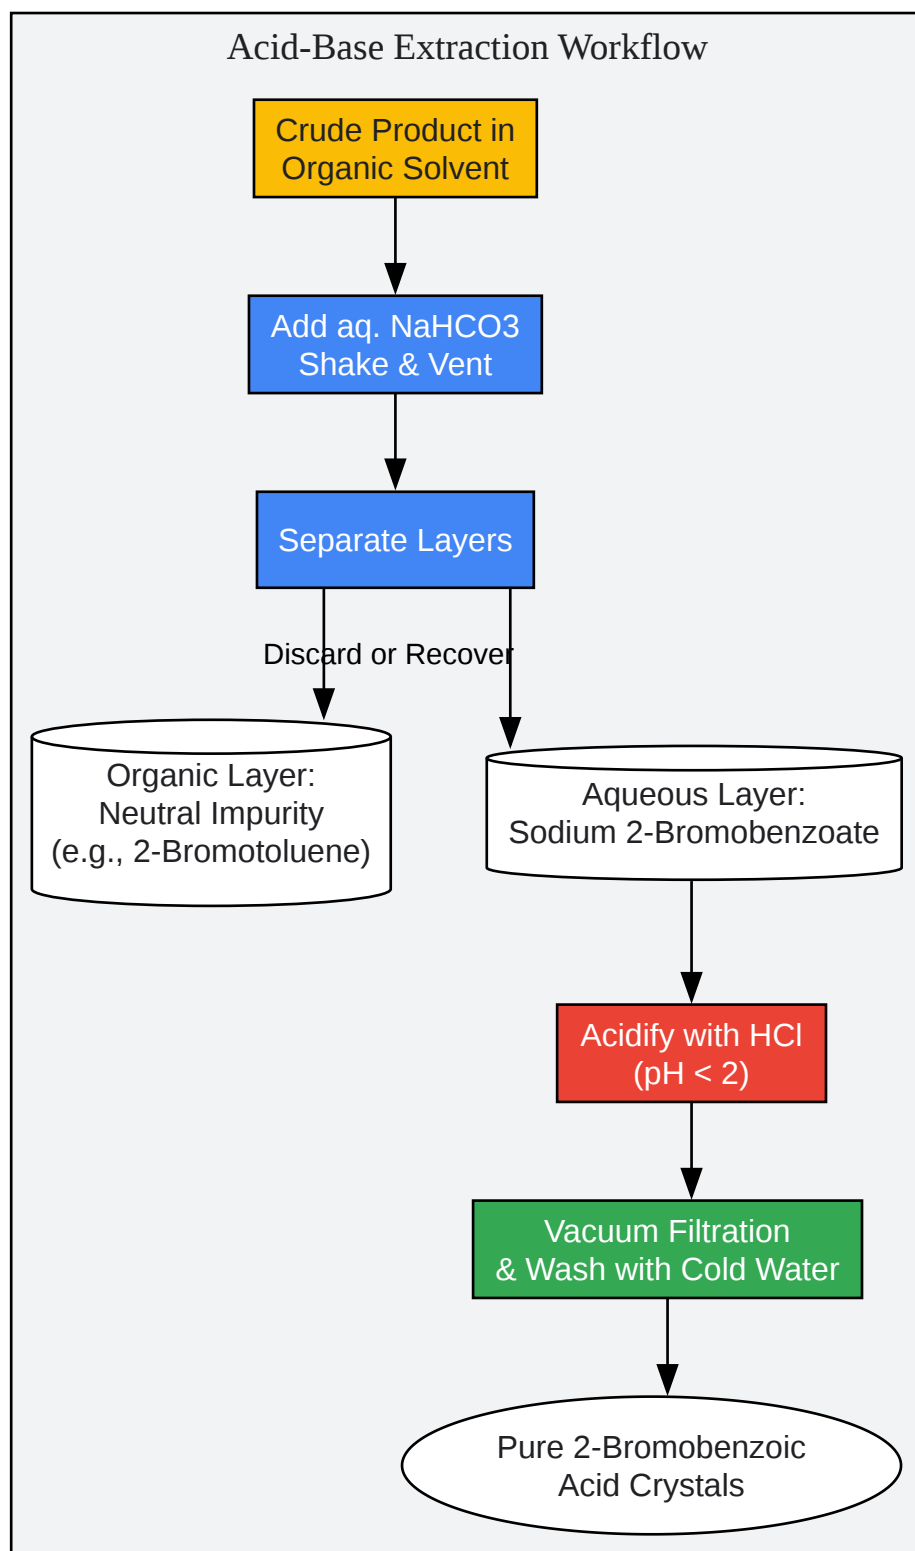 Acid-Base Extraction Workflow
Crude Product in
Organic Solvent
Add aq. NaHCO3
Shake & Vent
Separate Layers
Discard or Recover
Organic Layer:
Neutral Impurity
(e.g., 2-Bromotoluene)
Aqueous Layer:
Sodium 2-Bromobenzoate
Acidify with HCl
(pH < 2)
Vacuum Filtration
& Wash with Cold Water
Pure 2-Bromobenzoic
Acid Crystals